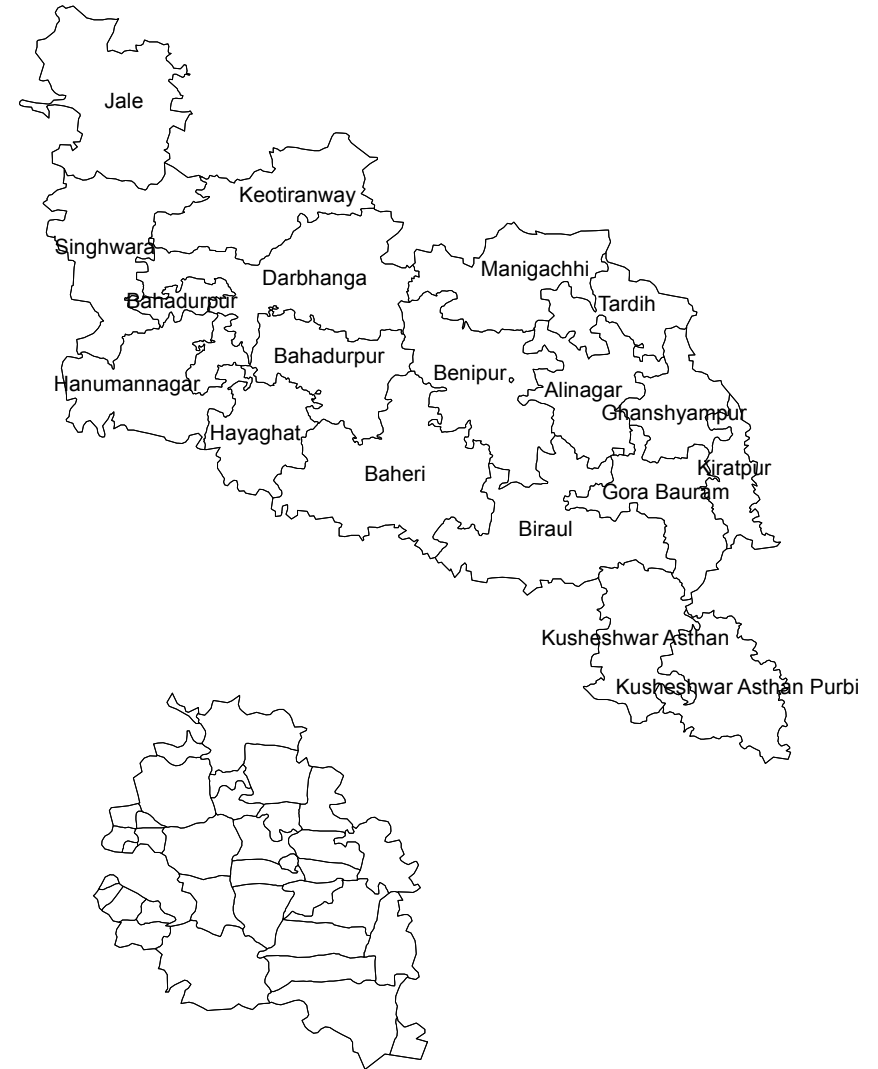 Jale
Keotiranway
Singhwara
Manigachhi
Darbhanga
Bahadurpur
Tardih
Bahadurpur
Benipur
Hanumannagar
Alinagar
Ghanshyampur
Hayaghat
Kiratpur
Baheri
Gora Bauram
Biraul
Kusheshwar Asthan
Kusheshwar Asthan Purbi